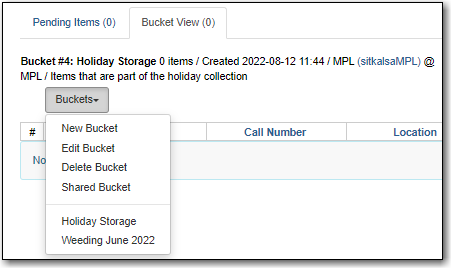 Pending Items (0)
Bucket View (0)
Bucket #4: Holiday Storage 0 items / Created 2022-08-12 11:44 / MPL (sitkalsaMPL) @
MPL / Items that are part of the holiday collection
Buckets
# Call Number Location
New Bucket
No
Edit Bucket
Delete Bucket
Shared Bucket
Holiday Storage
Weeding June 2022